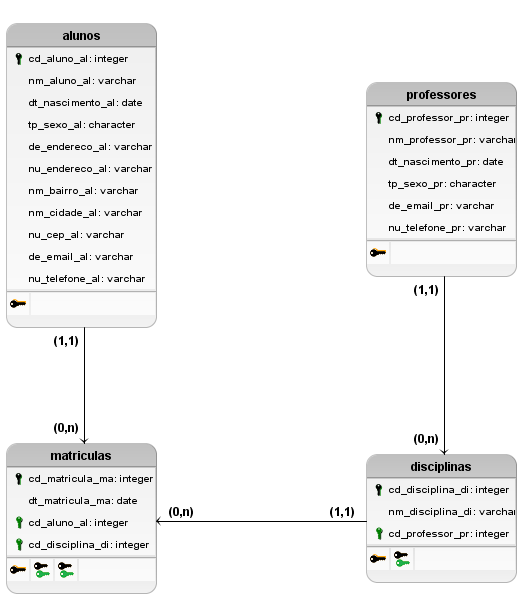 alunos
cd_aluno_al: integer
nm_aluno_al: varchar
dt_nascimento_al: date
tp_sexo_al: character
de_endereco_al: varchar
nu_endereco_al: varchar
nm_bairro_al: varchar
nm_cidade_al: varchar
nu_cep_al: varchar
de_email_al: varchar
nu_telefone_al: varchar
professores
cd_professor_pr: integer
nm_professor_pr: varchar
dt_nascimento_pr: date
tp_sexo_pr: character
de_email_pr: varchar
nu_telefone_pr: varchar
(1,1)
(0,n)
(1,1)
(0,n)
matriculas
cd_matricula_ma: integer
dt_matricula_ma: date
cd_aluno_al: integer
cd_disciplina_di: integer
(0,n)
(1,1)
disciplinas
cd_disciplina_di: integer
nm_disciplina_di: varchar
cd_professor_pr: integer